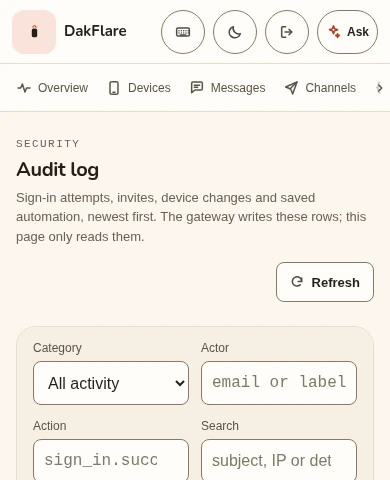 DakFlare
Ask
Overview
Devices
Messages
Channels
SECURITY
Audit log
Sign-in attempts, invites, device changes and saved
automation, newest first. The gateway writes these rows; this
page only reads them.
Refresh
Category
Actor
All activity
email or label
Action
Search
sign_in.succ
subject, IP or det